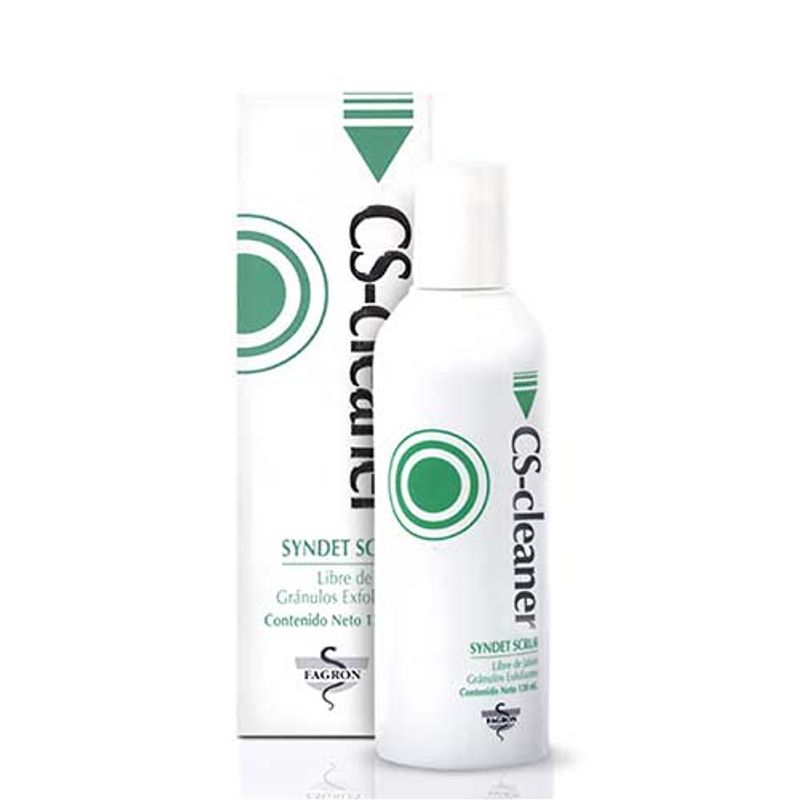 CS-cleaner
SYNDET SC
Libre de
Gránulos Exfol
Contenido Neto 1
FAGRON
CS-cleaner
SYNDET SCRUB
Libre de Jabón
Gránulos Exfoliantes
Contenido Neto 120 mL
FAGRON